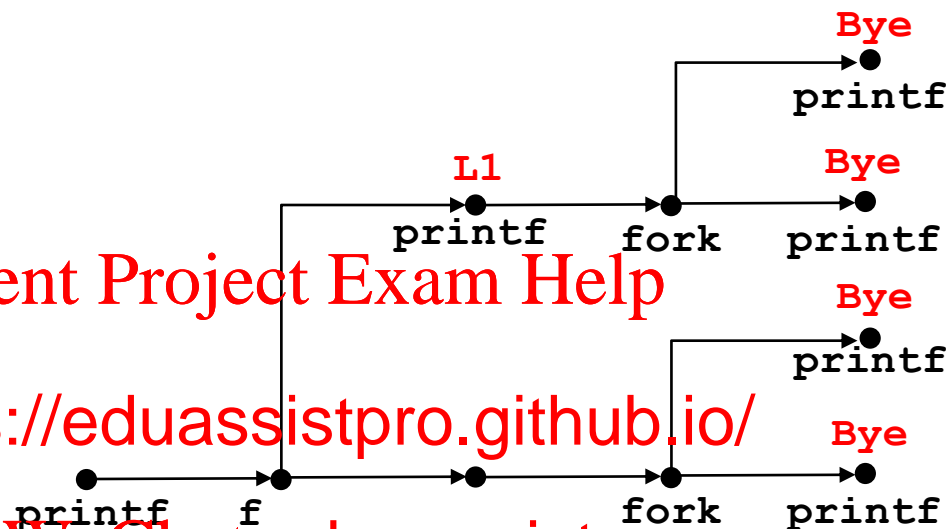 Bye
printf
L1
Bye
printf
fork
printf
ent Project Exam Help
Bye
printf
://eduassistpro.github.io/
Bye
printf
f
fork
printf